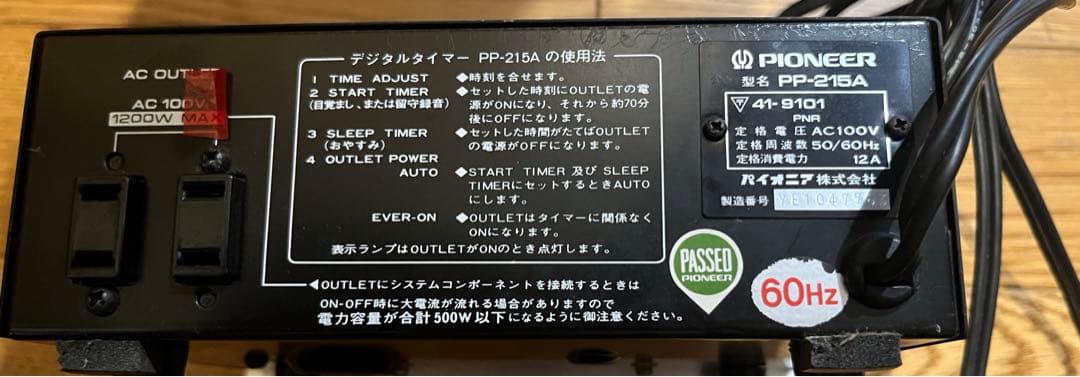 AC OUTLET
AC 100V
1200W MAX
デジタルタイマー PP-215A の使用法
1 TIME ADJUST ◆時刻を合せます。
2 START TIMER ◆セットした時刻にOUTLETの電
(目覚まし、または留守録音) 源がONになり、それから約70分
後にOFFになります。
3 SLEEP TIMER ◆セットした時間がたてばOUTLET
(おやすみ) の電源がOFFになります。
4 OUTLET POWER
AUTO ◆START TIMER 及び SLEEP
TIMERにセットするときAUTO
にします。
EVER-ON ◆OUTLETはタイマーに関係なく
ONになります。
表示ランプはOUTLETがONのとき点灯します。
◀OUTLETにシステムコンポーネントを接続するときは
ON-OFF時に大電流が流れる場合がありますので
電力容量が合計500W以下になるように御注意ください。
PIONEER
型名 PP-215A
41-9101
PNR
定格電圧 AC100V
定格周波数 50/60Hz
定格消費電力 12A
パイオニア株式会社
製造番号
PASSED
PIONEER
60Hz